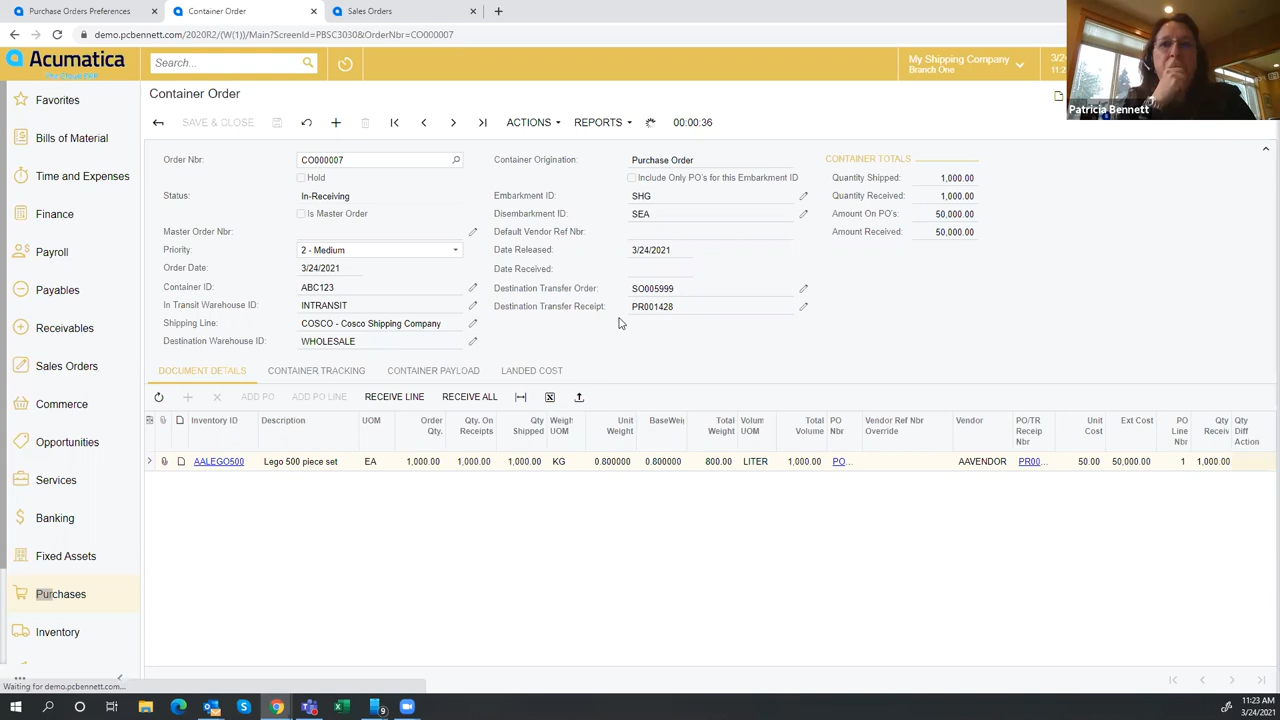 Purchase Orders Preferences
Container Order
Sales Orders
demo.pcbennett.com/2020R2/(W(1))/Main?ScreenId=PBSC3030&OrderNbr=CO000007
Acumatica
The Cloud ERP
Search...
My Shipping Company
Branch One
3/24
11:2
Patricia Bennett
Favorites
Bills of Material
Time and Expenses
Finance
Payroll
Payables
Receivables
Sales Orders
Commerce
Opportunities
Services
Banking
Fixed Assets
Purchases
Inventory
Container Order
SAVE & CLOSE
ACTIONS
REPORTS
00:00:36
Order Nbr: CO000007
Hold
Status: In-Receiving
Is Master Order
Master Order Nbr:
Priority: 2 - Medium
Order Date: 3/24/2021
Container ID: ABC123
In Transit Warehouse ID: INTRANSIT
Shipping Line: COSCO - Cosco Shipping Company
Destination Warehouse ID: WHOLESALE
Container Origination: Purchase Order
Include Only PO's for this Embarkment ID
Embarkment ID: SHG
Disembarkment ID: SEA
Default Vendor Ref Nbr:
Date Released: 3/24/2021
Date Received:
Destination Transfer Order: SO005999
Destination Transfer Receipt: PR001428
CONTAINER TOTALS
Quantity Shipped: 1,000.00
Quantity Received: 1,000.00
Amount On PO's: 50,000.00
Amount Received: 50,000.00
DOCUMENT DETAILS CONTAINER TRACKING CONTAINER PAYLOAD LANDED COST
ADD PO ADD PO LINE RECEIVE LINE RECEIVE ALL
Inventory ID Description UOM Order Qty. Qty. On Receipts Qty Shipped Weigh UOM Unit Weight BaseWei Total Weight Volum UOM Total Volume PO Nbr Vendor Ref Nbr Override Vendor PO/TR Receip Nbr Unit Cost Ext Cost PO Line Nbr Qty Receiv Qty Diff Action
AALEGO500 Lego 500 piece set EA 1,000.00 1,000.00 1,000.00 KG 0.800000 0.800000 800.00 LITER 1,000.00 PO... AAVENDOR PR00... 50.00 50,000.00 1 1,000.00
Waiting for demo.pcbennett.com...
9
11:23 AM
3/24/2021